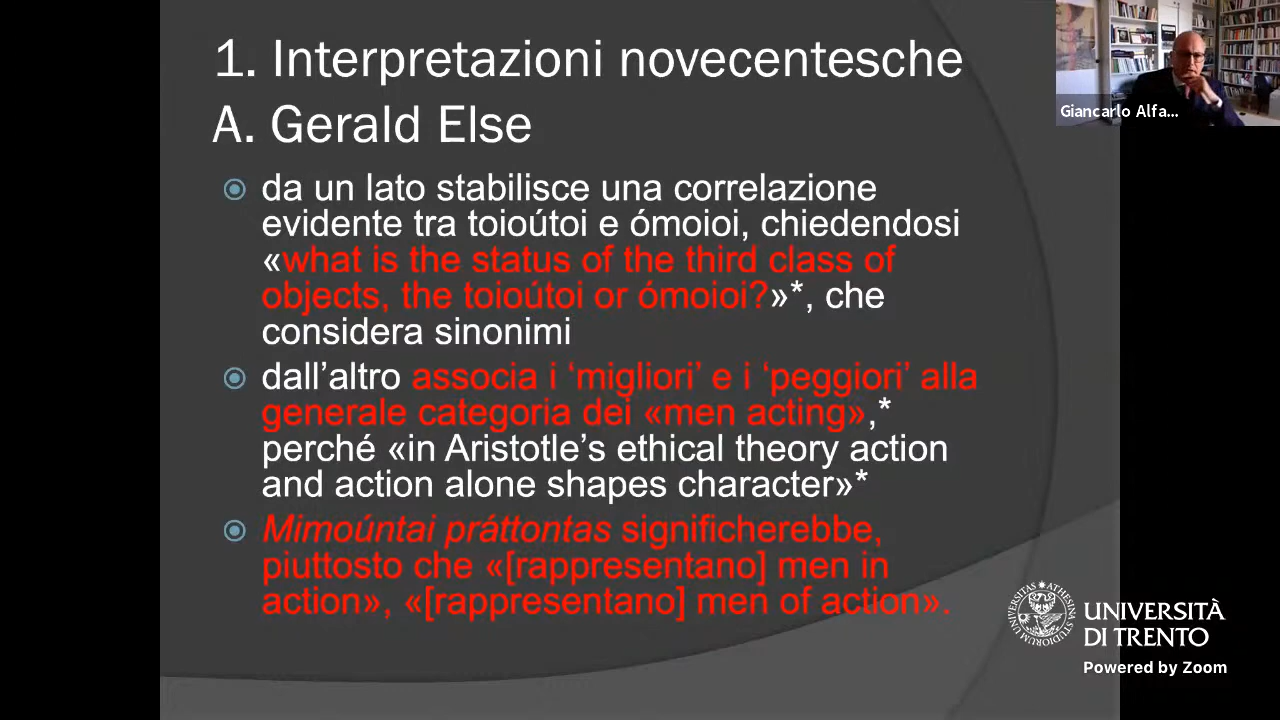 1. Interpretazioni novecentesche
A. Gerald Else
da un lato stabilisce una correlazione
evidente tra toioútoi e ómoioi, chiedendosi
«what is the status of the third class of
objects, the toioútoi or ómoioi?»*, che
considera sinonimi
dall’altro associa i ‘migliori’ e i ‘peggiori’ alla
generale categoria dei «men acting»,*
perché «in Aristotle’s ethical theory action
and action alone shapes character»*
Mimoúntai práttontas significherebbe,
piuttosto che «[rappresentano] men in
action», «[rappresentano] men of action».
Giancarlo Alfa...
UNIVERSITÀ
DI TRENTO
Powered by Zoom